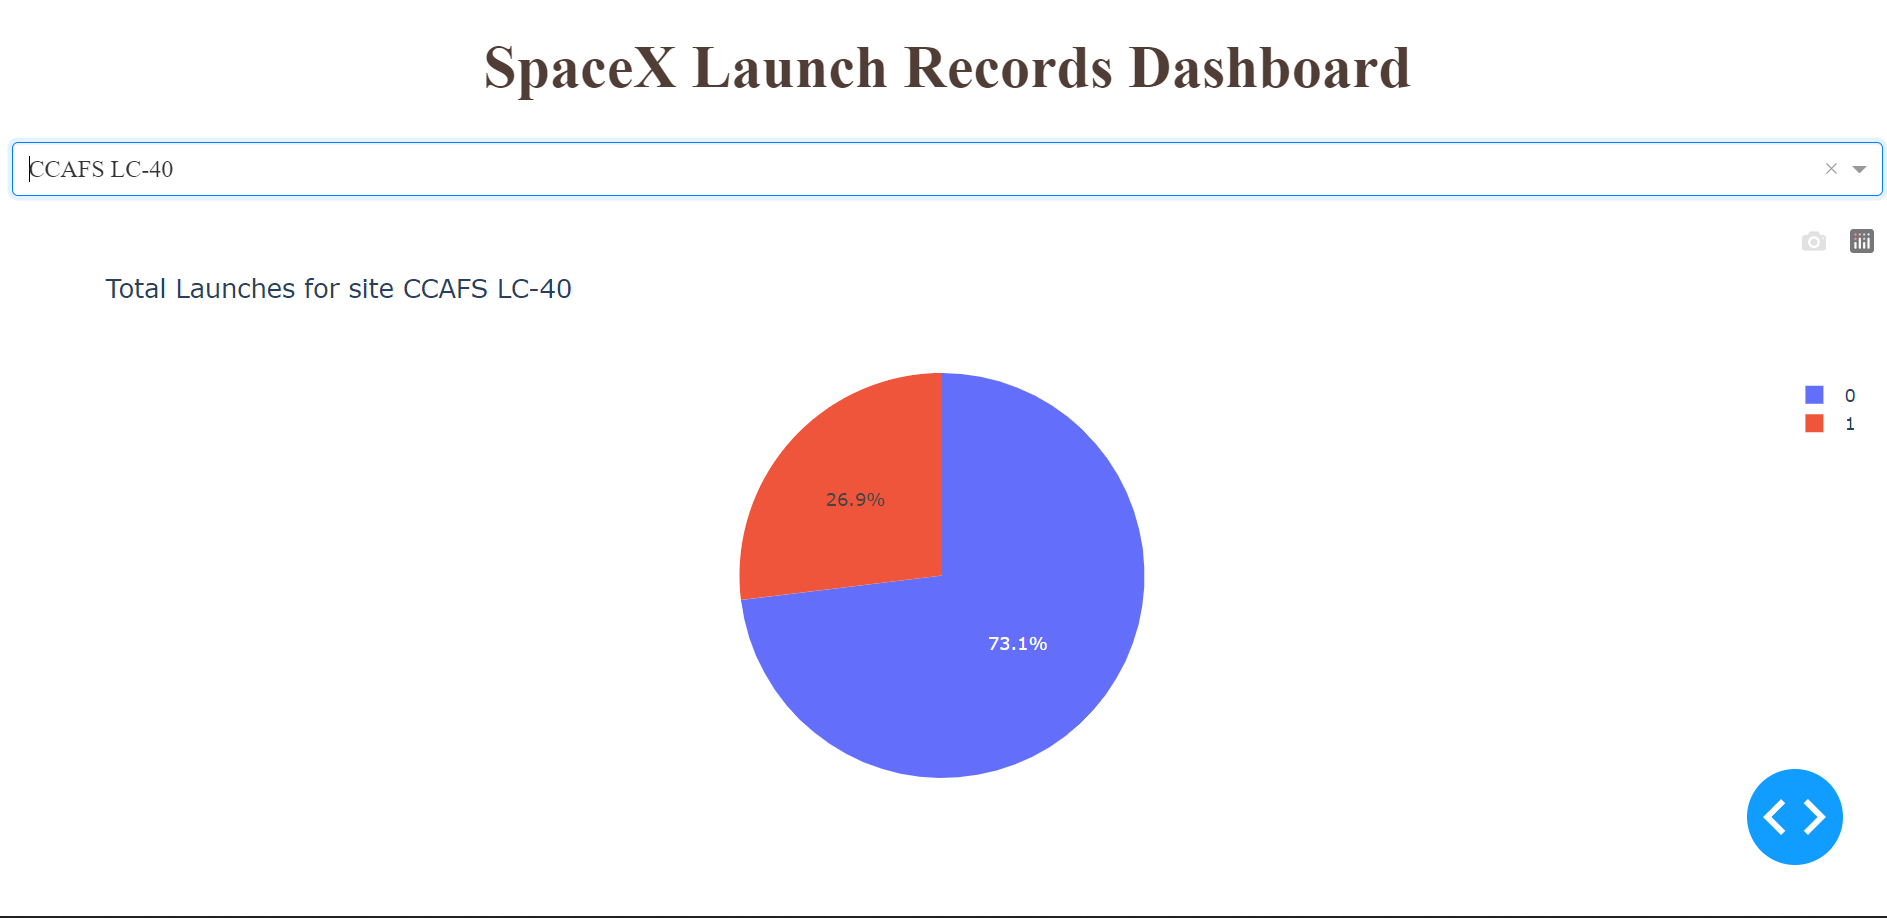 SpaceX Launch Records Dashboard
CCAFS LC-40
Total Launches for site CCAFS LC-40
0
1
26.9%
73.1%